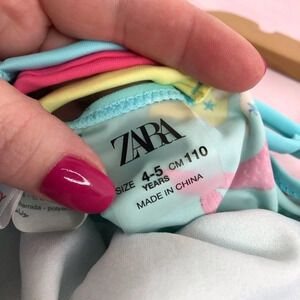 ZARA
SIZE 4-5 CM 110
YEARS
MADE IN CHINA